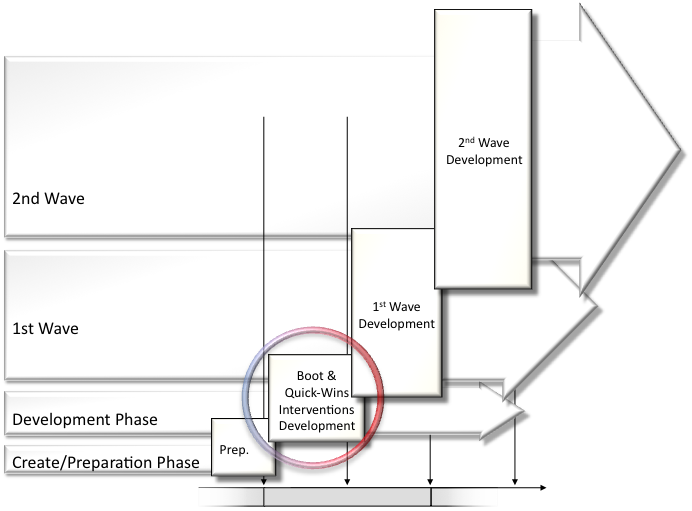 2nd Wave
Development
2nd Wave
1st Wave
Development
1st Wave
Boot &
Quick-Wins
Interventions
Development
Development Phase
Prep.
Create/Preparation Phase